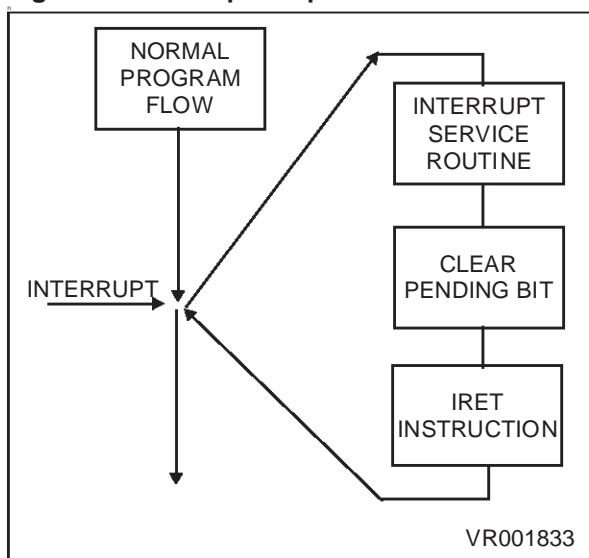 NORMAL
PROGRAM
FLOW
INTERRUPT
SERVICE
ROUTINE
INTERRUPT
CLEAR
PENDING BIT
IRET
INSTRUCTION
VR001833